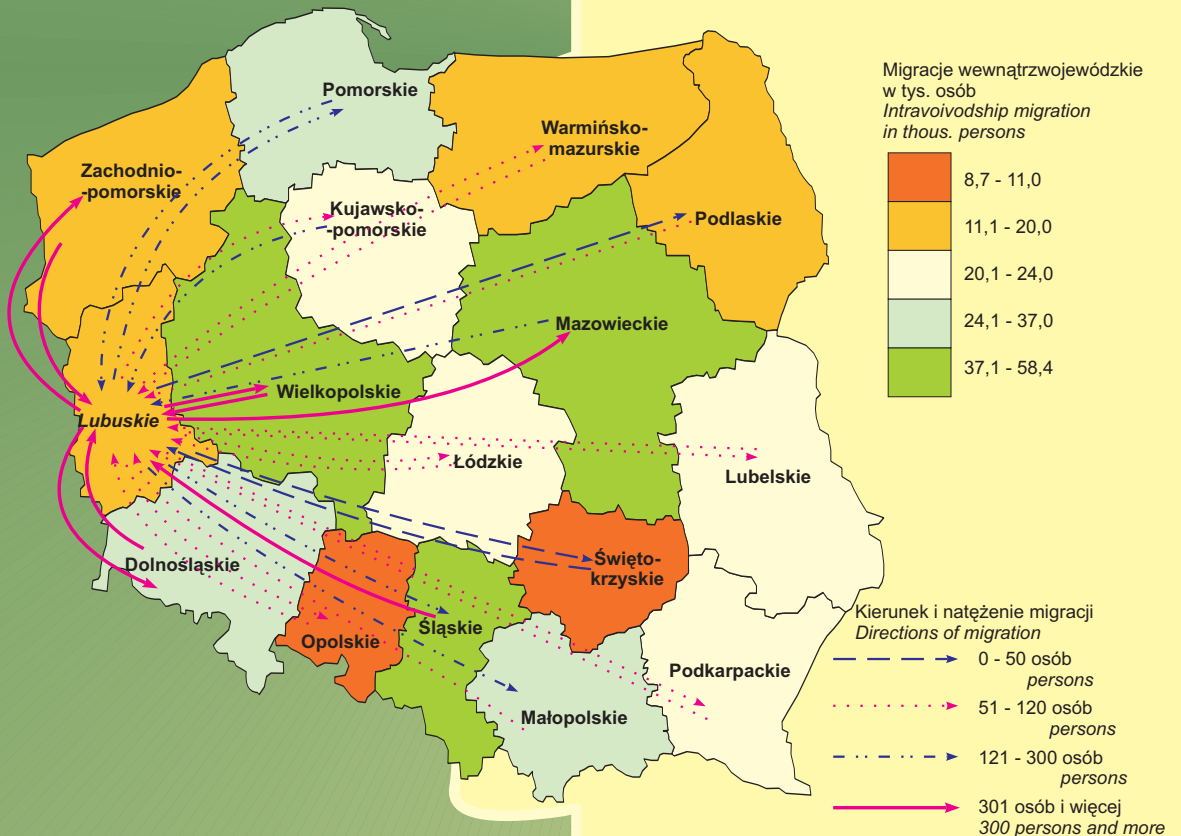 Pomorskie
Warmińsko-
mazurskie
Zachodnio-
-pomorskie
Kujawsko-
-pomorskie
Podlaskie
Mazowieckie
Wielkopolskie
Lubuskie
Łódzkie
Lubelskie
Dolnośląskie
Święto-
krzyskie
Opolskie
Śląskie
Małopolskie
Podkarpackie
Migracje wewnątrzwojewódzkie
w tys. osób
Intravoivodship migration
in thous. persons
8,7 - 11,0
11,1 - 20,0
20,1 - 24,0
24,1 - 37,0
37,1 - 58,4
Kierunek i natężenie migracji
Directions of migration
0 - 50 osób
persons
51 - 120 osób
persons
121 - 300 osób
persons
301 osób i więcej
300 persons and more